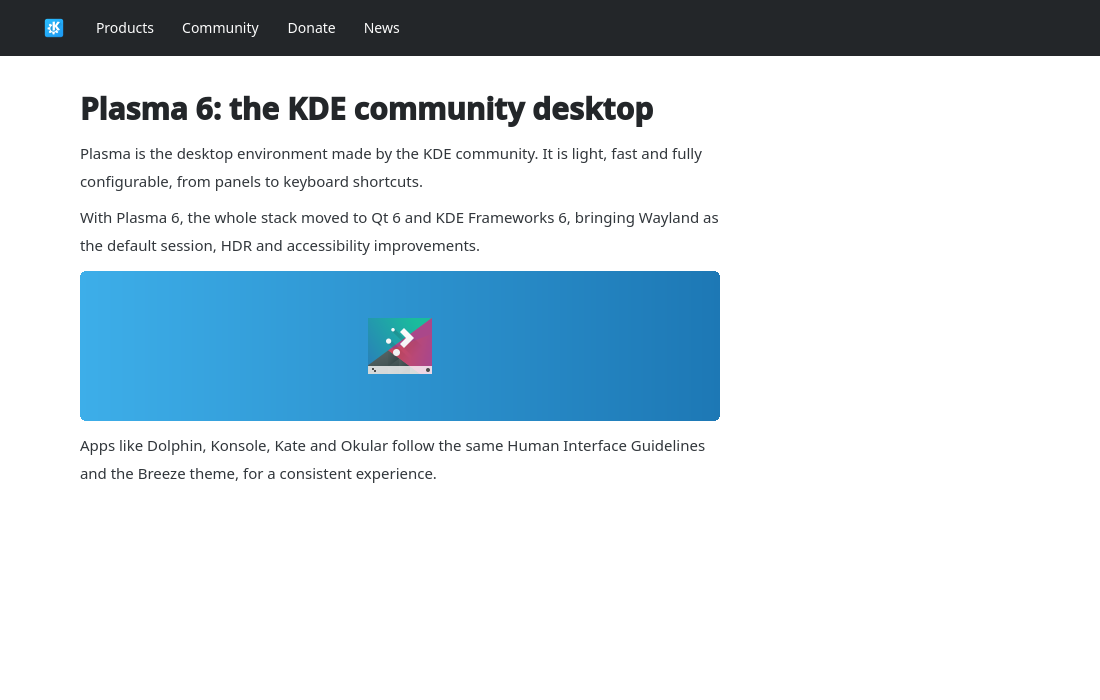 Products Community Donate News
Plasma 6: the KDE community desktop
Plasma is the desktop environment made by the KDE community. It is light, fast and fully
configurable, from panels to keyboard shortcuts.
With Plasma 6, the whole stack moved to Qt 6 and KDE Frameworks 6, bringing Wayland as
the default session, HDR and accessibility improvements.
Apps like Dolphin, Konsole, Kate and Okular follow the same Human Interface Guidelines
and the Breeze theme, for a consistent experience.